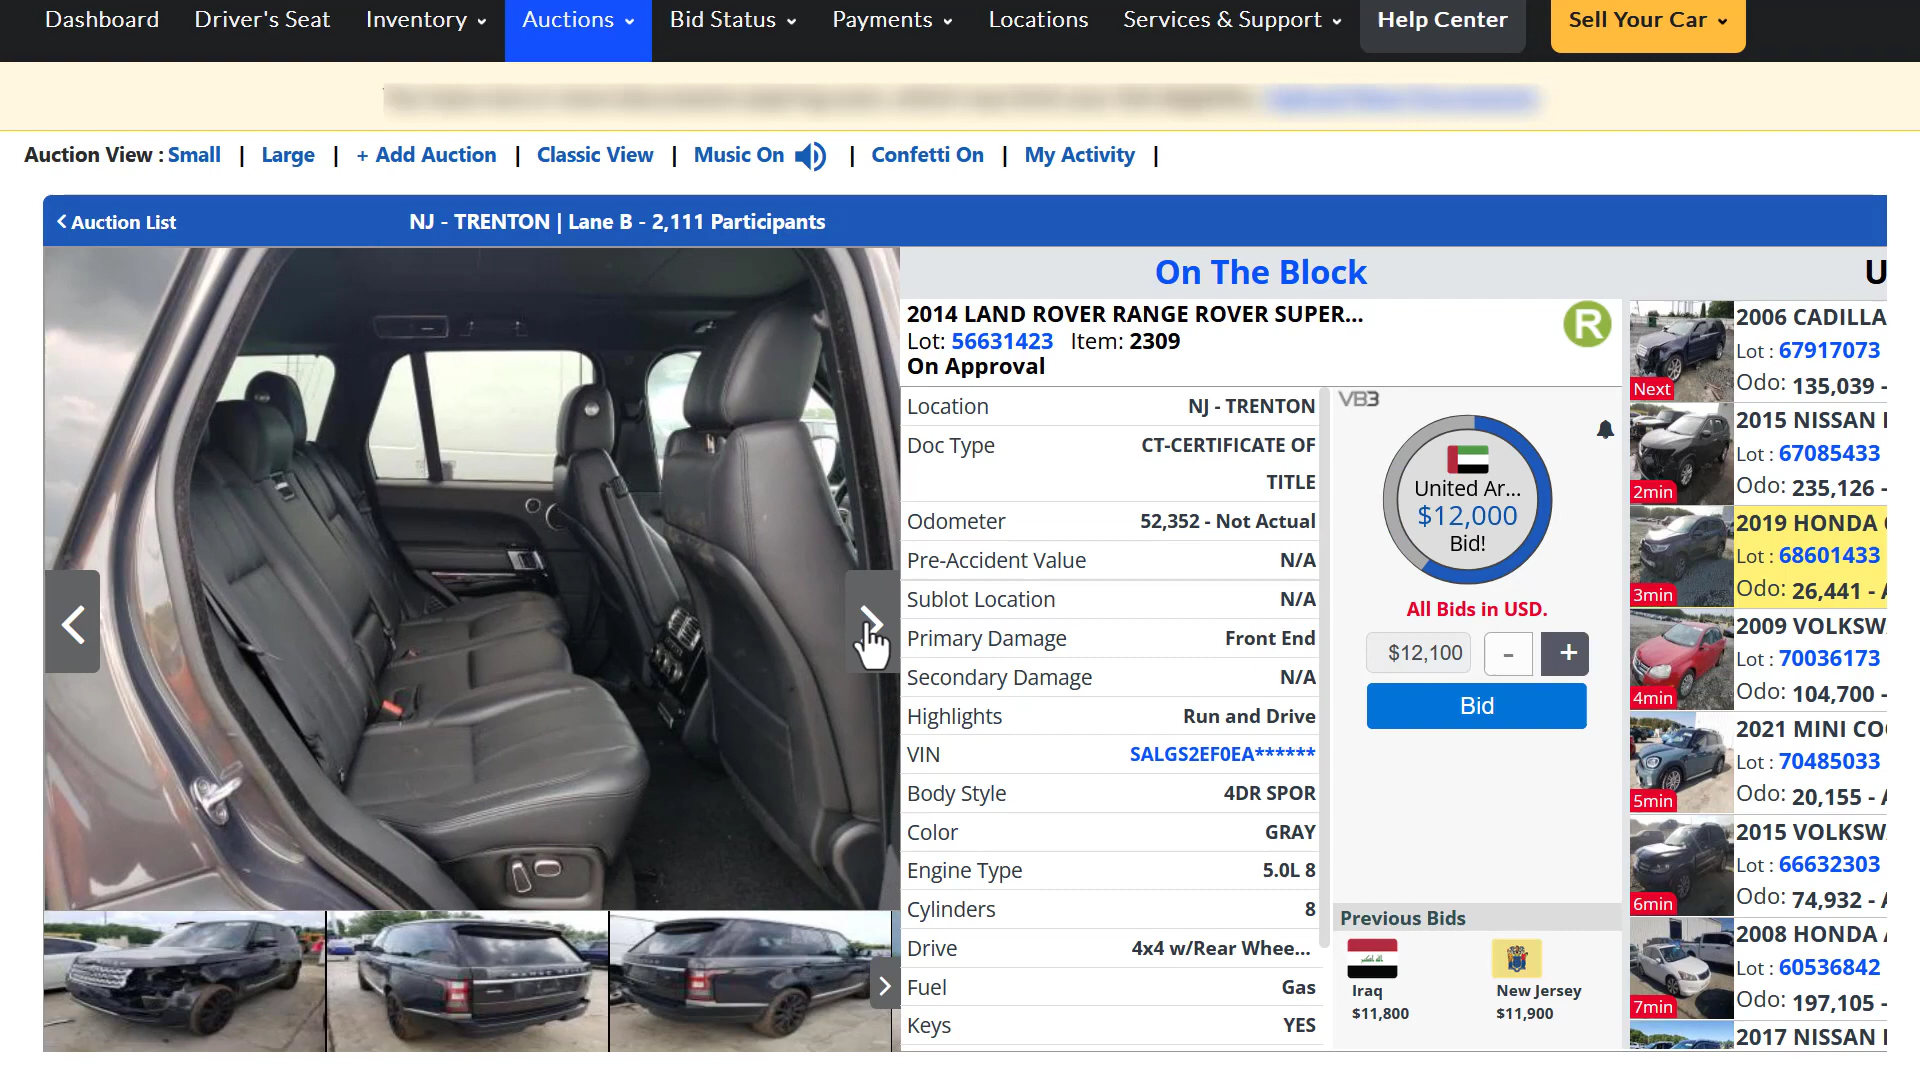 Dashboard
Driver's Seat
Inventory
Auctions
Bid Status
Payments
Locations
Services & Support
Help Center
Sell Your Car
Auction View : Small | Large | + Add Auction | Classic View | Music On | Confetti On | My Activity |
Auction List
NJ - TRENTON | Lane B - 2,111 Participants
On The Block
2014 LAND ROVER RANGE ROVER SUPER...
Lot: 56631423 Item: 2309
On Approval
R
Location NJ - TRENTON
Doc Type CT-CERTIFICATE OF
TITLE
Odometer 52,352 - Not Actual
Pre-Accident Value N/A
Sublot Location N/A
Primary Damage Front End
Secondary Damage N/A
Highlights Run and Drive
VIN SALGS2EF0EA******
Body Style 4DR SPOR
Color GRAY
Engine Type 5.0L 8
Cylinders 8
Drive 4x4 w/Rear Whee...
Fuel Gas
Keys YES
VB3
United Ar...
$12,000
Bid!
All Bids in USD.
$12,100
-
+
Bid
Previous Bids
Iraq
$11,800
New Jersey
$11,900
U
2006 CADILLA
Lot : 67917073
Odo: 135,039 -
Next
2015 NISSAN
Lot : 67085433
Odo: 235,126 -
2min
2019 HONDA
Lot : 68601433
Odo: 26,441 -
3min
2009 VOLKSW
Lot : 70036173
Odo: 104,700 -
4min
2021 MINI CO
Lot : 70485033
Odo: 20,155 -
5min
2015 VOLKSW
Lot : 66632303
Odo: 74,932 -
6min
2008 HONDA
Lot : 60536842
Odo: 197,105 -
7min
2017 NISSAN